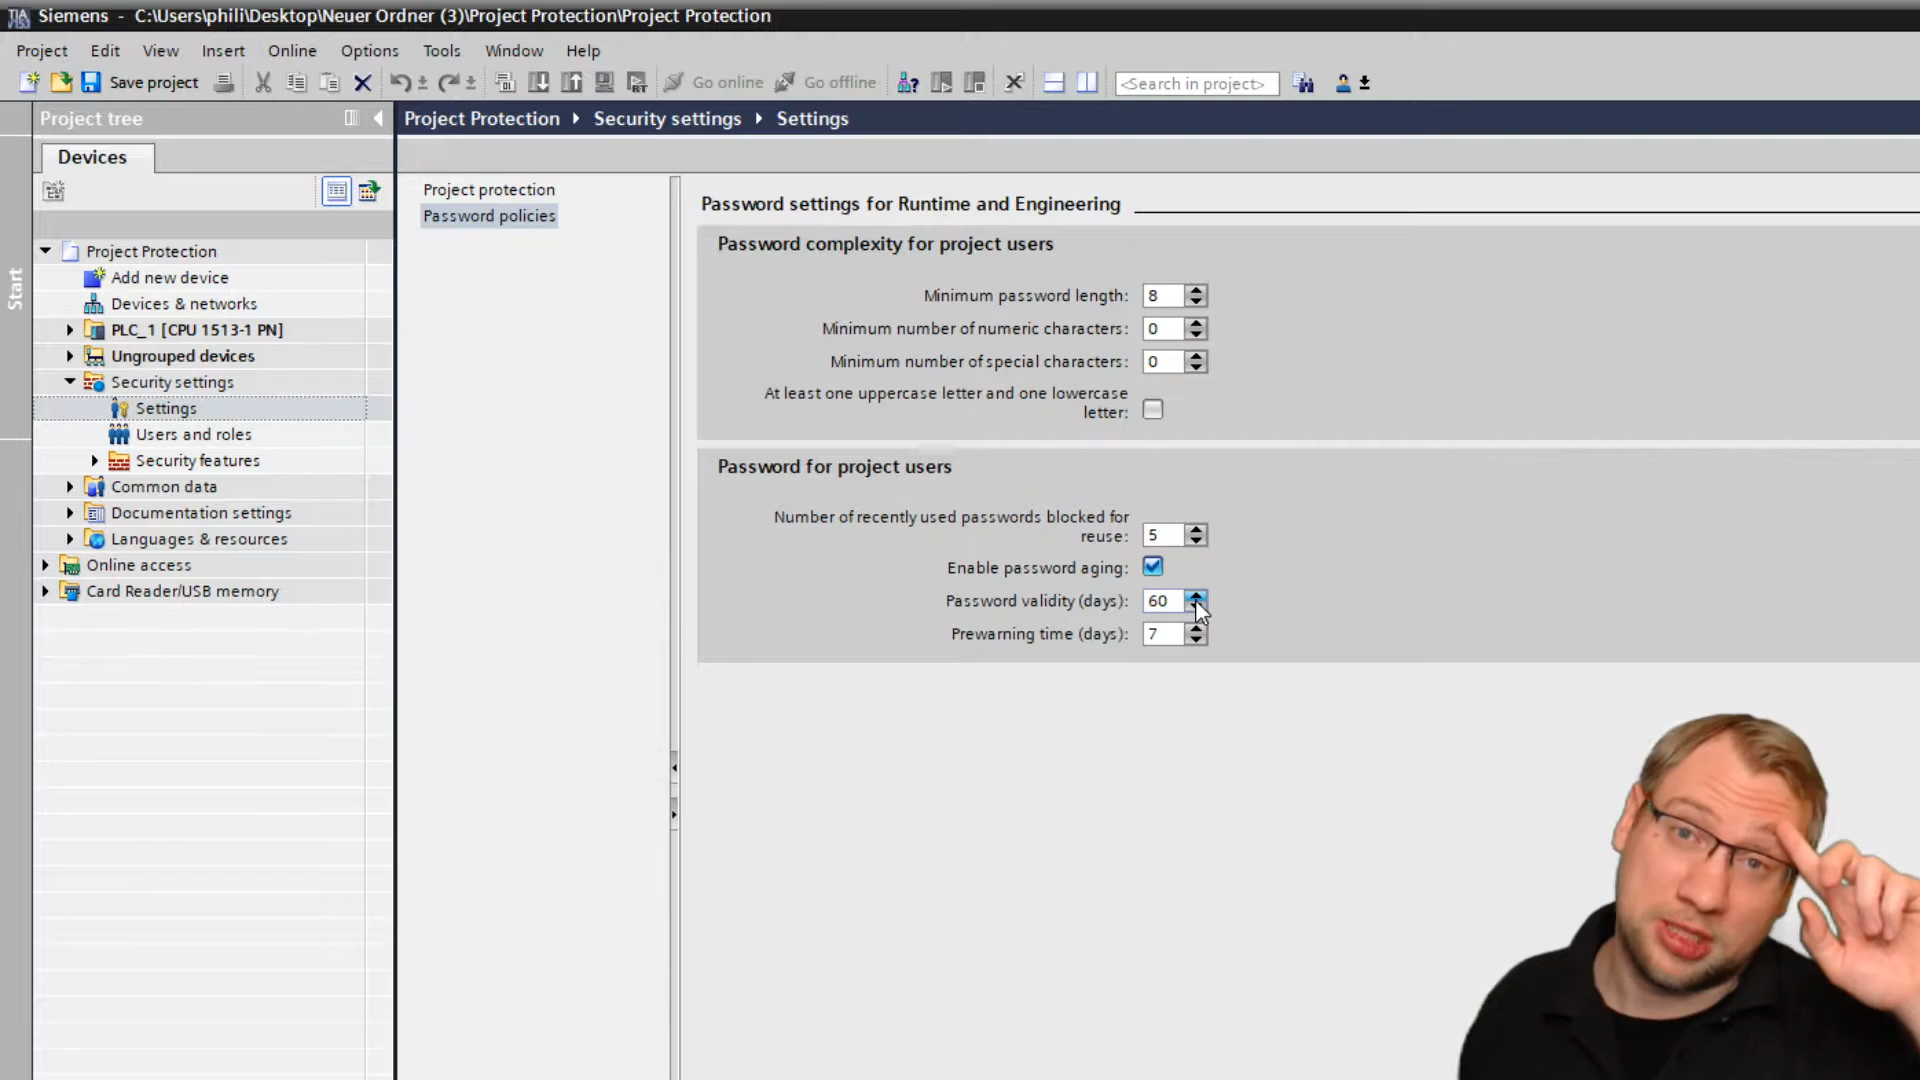 Siemens - C:\Users\phili\Desktop\Neuer Ordner (3)\Project Protection\Project Protection
Project Edit View Insert Online Options Tools Window Help
Save project Go online Go offline <Search in project>
Project tree
Project Protection Security settings Settings
Devices
Start
Project Protection
Add new device
Devices & networks
PLC_1 [CPU 1513-1 PN]
Ungrouped devices
Security settings
Settings
Users and roles
Security features
Common data
Documentation settings
Languages & resources
Online access
Card Reader/USB memory
Project protection
Password policies
Password settings for Runtime and Engineering
Password complexity for project users
Minimum password length: 8
Minimum number of numeric characters: 0
Minimum number of special characters: 0
At least one uppercase letter and one lowercase
letter:
Password for project users
Number of recently used passwords blocked for
reuse: 5
Enable password aging:
Password validity (days): 60
Prewarning time (days): 7